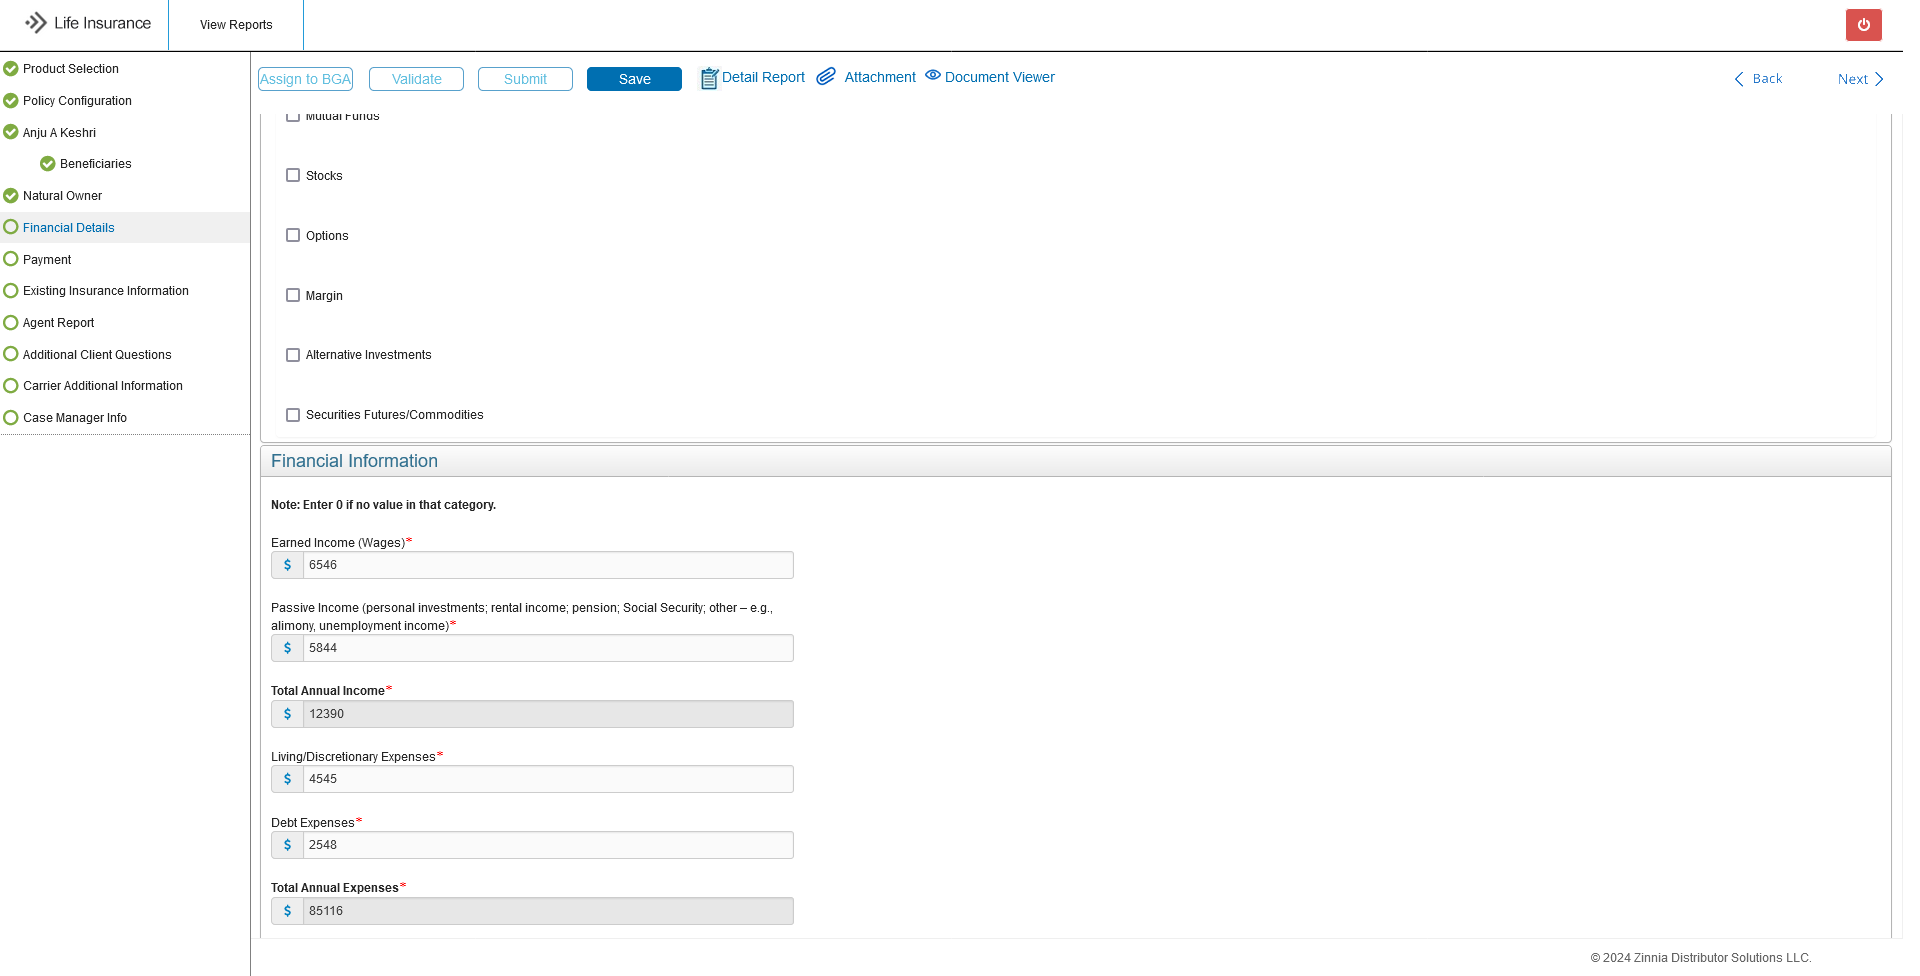 Life Insurance
View Reports
Product Selection
Policy Configuration
Anju A Keshri
Beneficiaries
Natural Owner
Financial Details
Payment
Existing Insurance Information
Agent Report
Additional Client Questions
Carrier Additional Information
Case Manager Info
Assign to BGA
Validate
Submit
Save
Detail Report
Attachment
Document Viewer
Back
Next
Mutual Funds
Stocks
Options
Margin
Alternative Investments
Securities Futures/Commodities
Financial Information
Note: Enter 0 if no value in that category.
Earned Income (Wages)*
$ 6546
Passive Income (personal investments; rental income; pension; Social Security; other – e.g.,
alimony, unemployment income)*
$ 5844
Total Annual Income*
$ 12390
Living/Discretionary Expenses*
$ 4545
Debt Expenses*
$ 2548
Total Annual Expenses*
$ 85116
© 2024 Zinnia Distributor Solutions LLC.